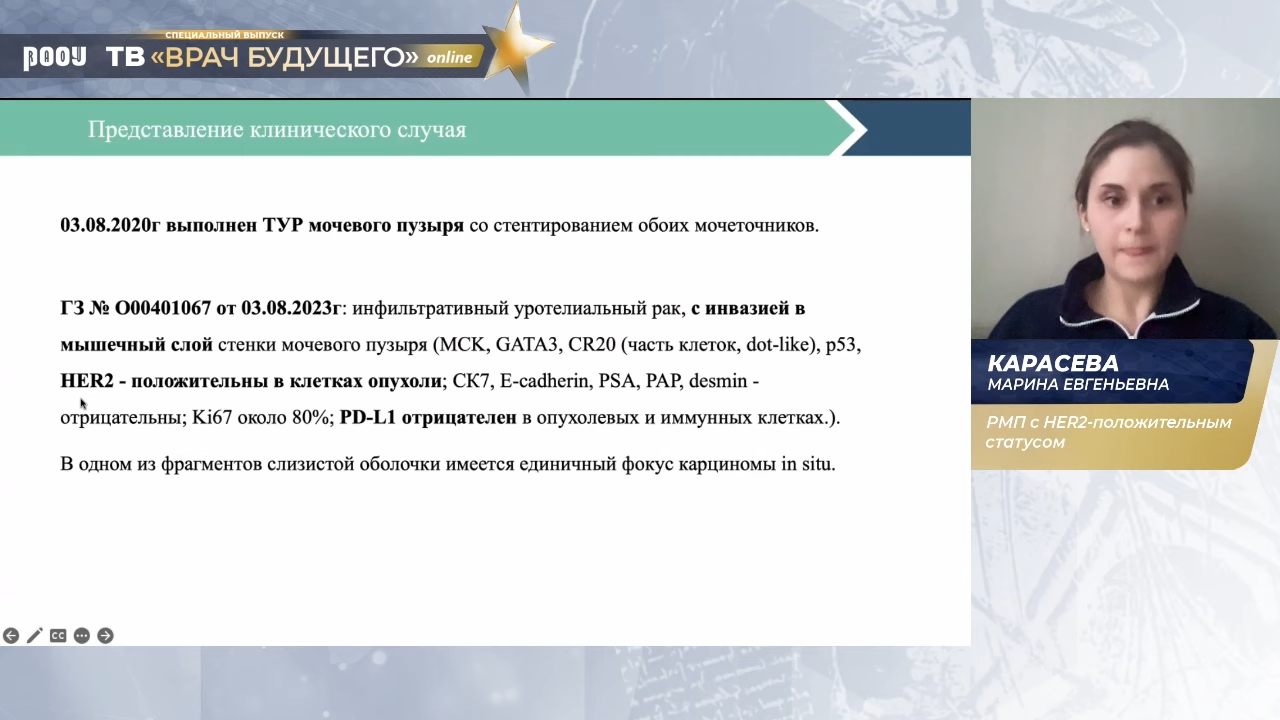 СПЕЦИАЛЬНЫЙ ВЫПУСК
РООУ ТВ «ВРАЧ БУДУЩЕГО» online
Представление клинического случая
03.08.2020г выполнен ТУР мочевого пузыря со стентированием обоих мочеточников.
ГЗ № О00401067 от 03.08.2023г: инфильтративный уротелиальный рак, с инвазией в
мышечный слой стенки мочевого пузыря (МСК, GATA3, CR20 (часть клеток, dot-like), p53,
HER2 - положительны в клетках опухоли; СК7, E-cadherin, PSA, PAP, desmin -
отрицательны; Ki67 около 80%; PD-L1 отрицателен в опухолевых и иммунных клетках.).
В одном из фрагментов слизистой оболочки имеется единичный фокус карциномы in situ.
CC
КАРАСЕВА
МАРИНА ЕВГЕНЬЕВНА
РМП с HER2-положительным
статусом